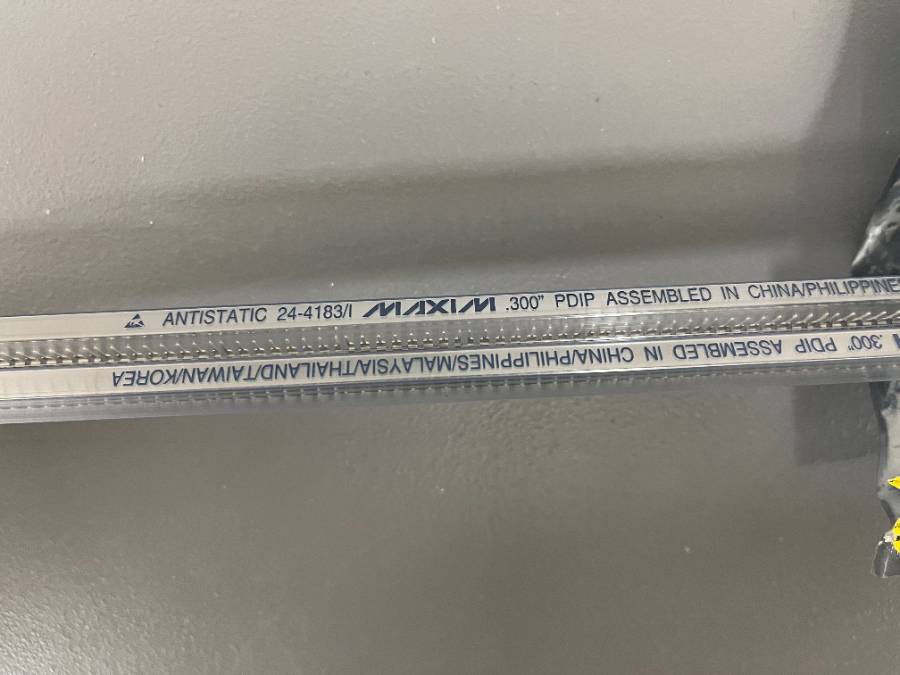 ANTISTATIC 24-4183/I MAXIM .300" PDIP ASSEMBLED IN CHINA/PHILIPPINES
.300" PDIP ASSEMBLED IN CHINA/PHILIPPINES/MALAYSIA/THAILAND/TAIWAN/KOREA